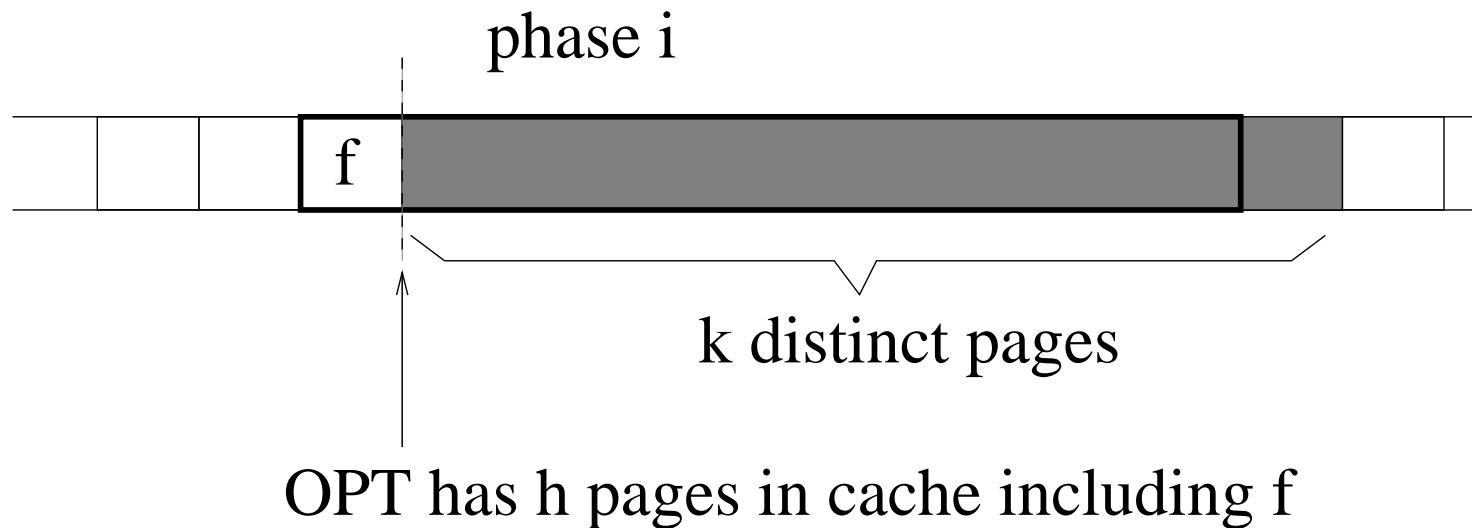 phase i
f
k distinct pages
OPT has h pages in cache including f